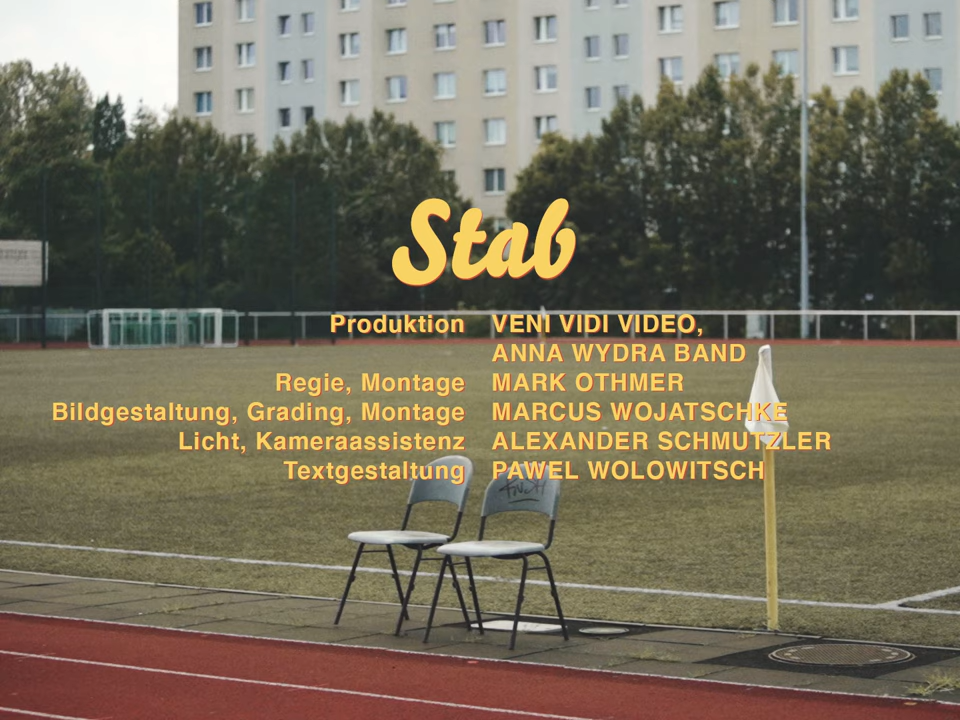 Stab
Produktion VENI VIDI VIDEO,
ANNA WYDRA BAND
Regie, Montage MARK OTHMER
Bildgestaltung, Grading, Montage MARCUS WOJATSCHKE
Licht, Kameraassistenz ALEXANDER SCHMUTZLER
Textgestaltung PAWEL WOLOWITSCH